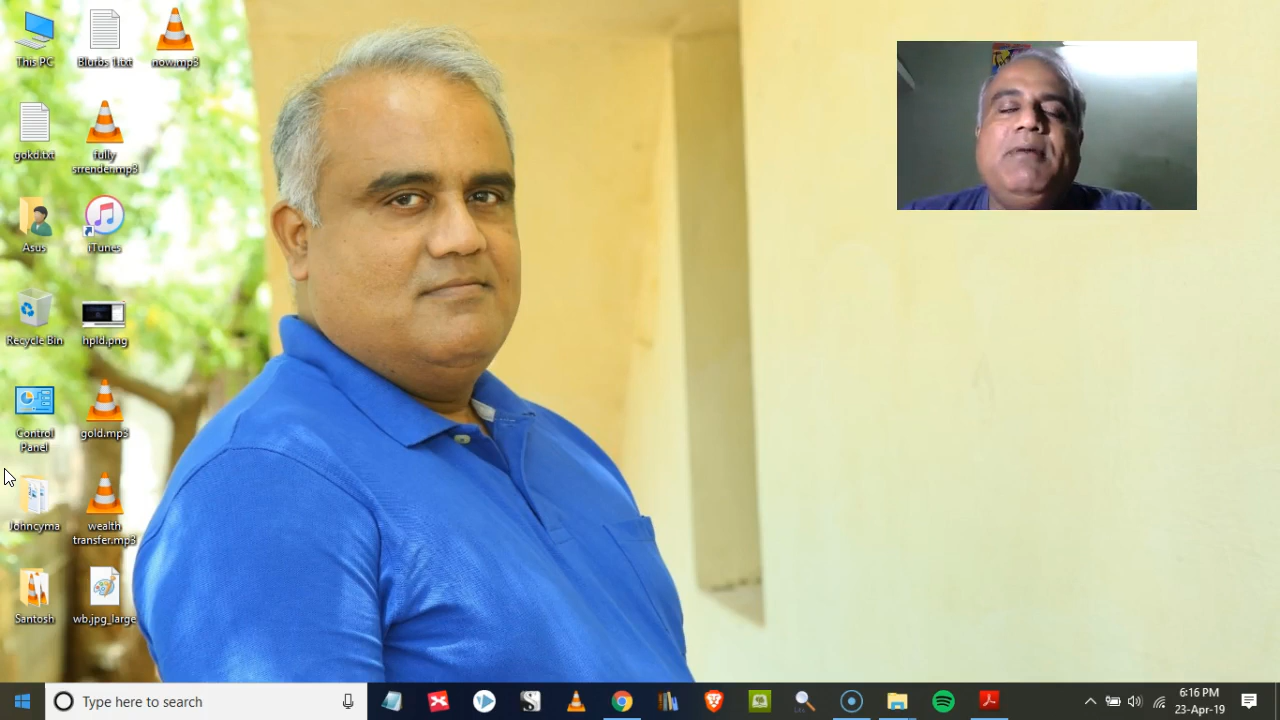 This PC
Blurbs 1.txt
now.mp3
gokd.txt
fully
srrender.mp3
Asus
iTunes
Recycle Bin
hpld.png
Control
Panel
gold.mp3
Johncyma
wealth
transfer.mp3
Santosh
wb.jpg_large
Type here to search
6:16 PM
23-Apr-19